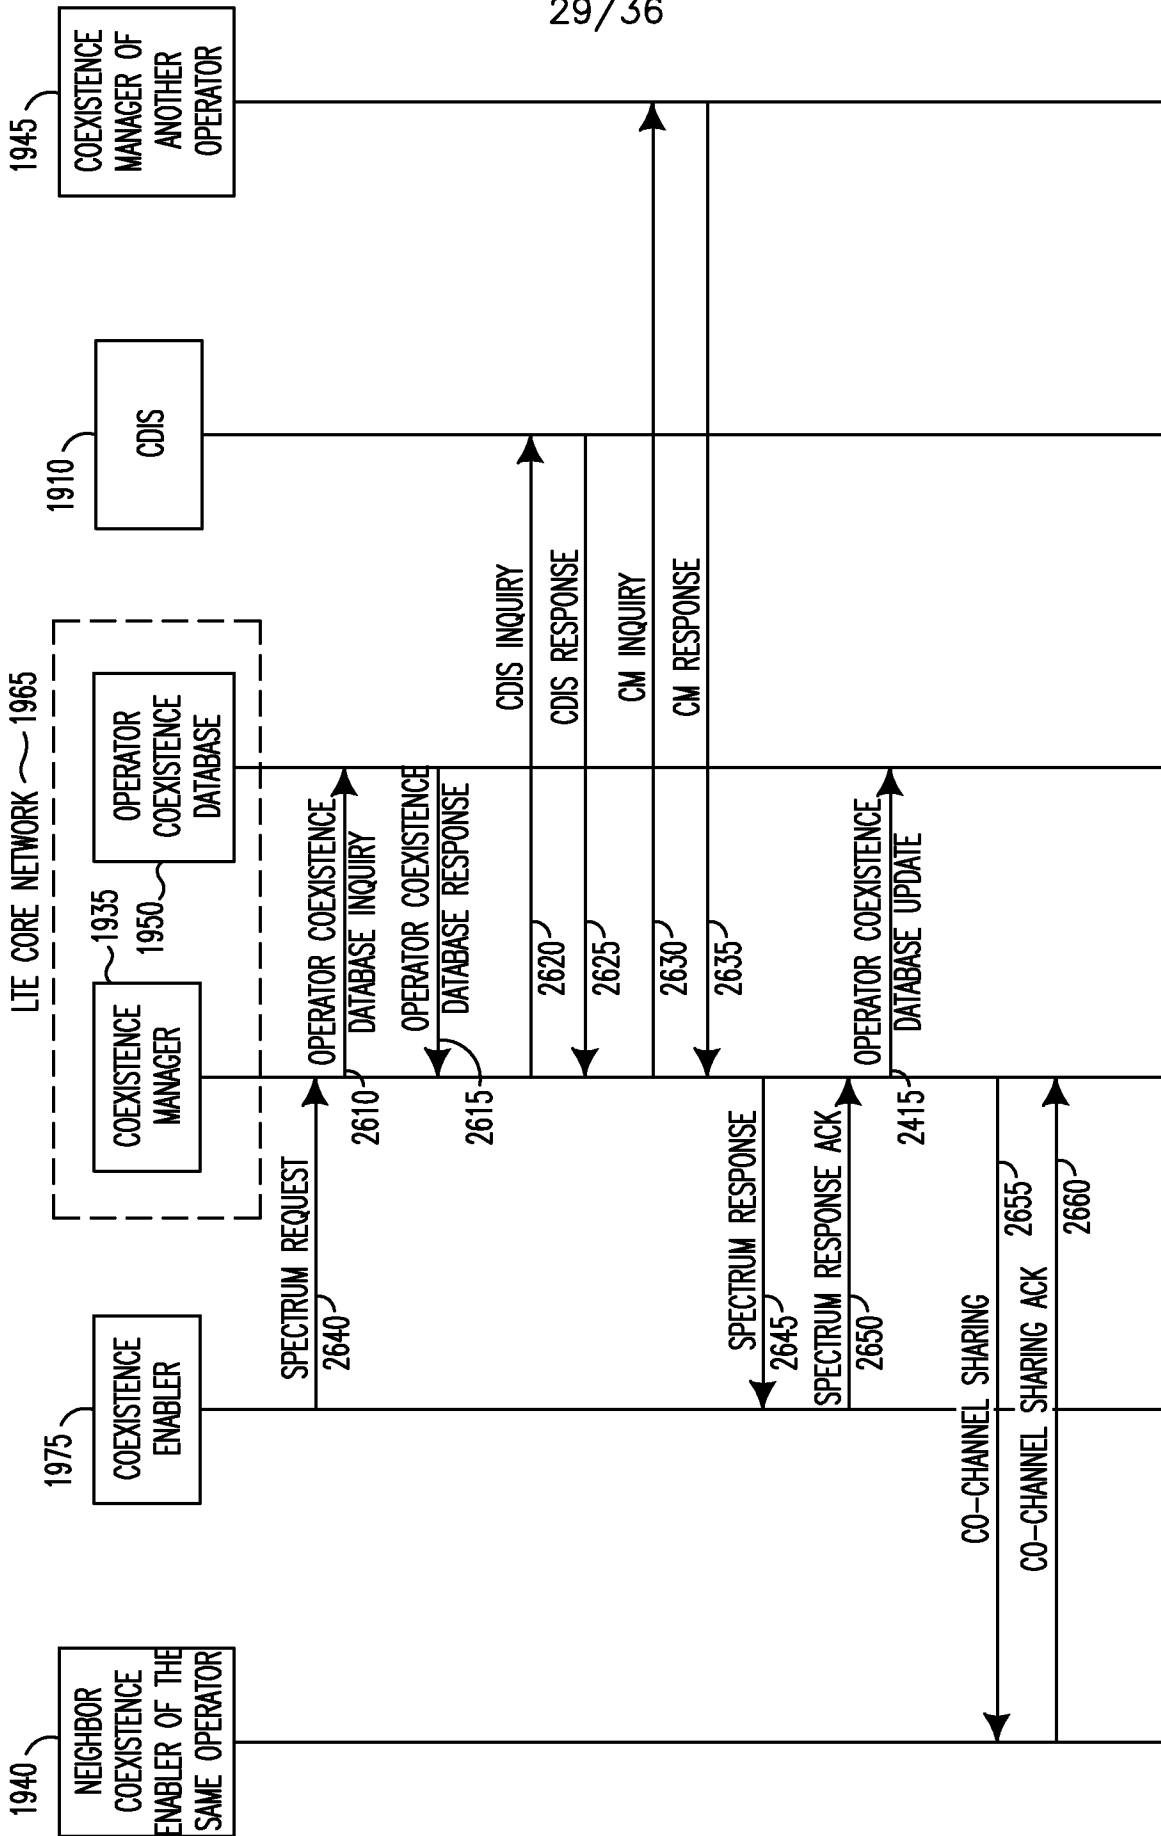 29/36
LTE CORE NETWORK
1965
1940
NEIGHBOR
COEXISTENCE
ENABLER OF THE
SAME OPERATOR
1975
COEXISTENCE
ENABLER
1935
COEXISTENCE
MANAGER
1950
OPERATOR
COEXISTENCE
DATABASE
1910
CDIS
1945
COEXISTENCE
MANAGER OF
ANOTHER
OPERATOR
SPECTRUM REQUEST
2640
OPERATOR COEXISTENCE
DATABASE INQUIRY
2610
OPERATOR COEXISTENCE
DATABASE RESPONSE
2615
CDIS INQUIRY
2620
CDIS RESPONSE
2625
CM INQUIRY
2630
CM RESPONSE
2635
SPECTRUM RESPONSE
2645
SPECTRUM RESPONSE ACK
2650
OPERATOR COEXISTENCE
DATABASE UPDATE
2415
CO-CHANNEL SHARING
2655
CO-CHANNEL SHARING ACK
2660